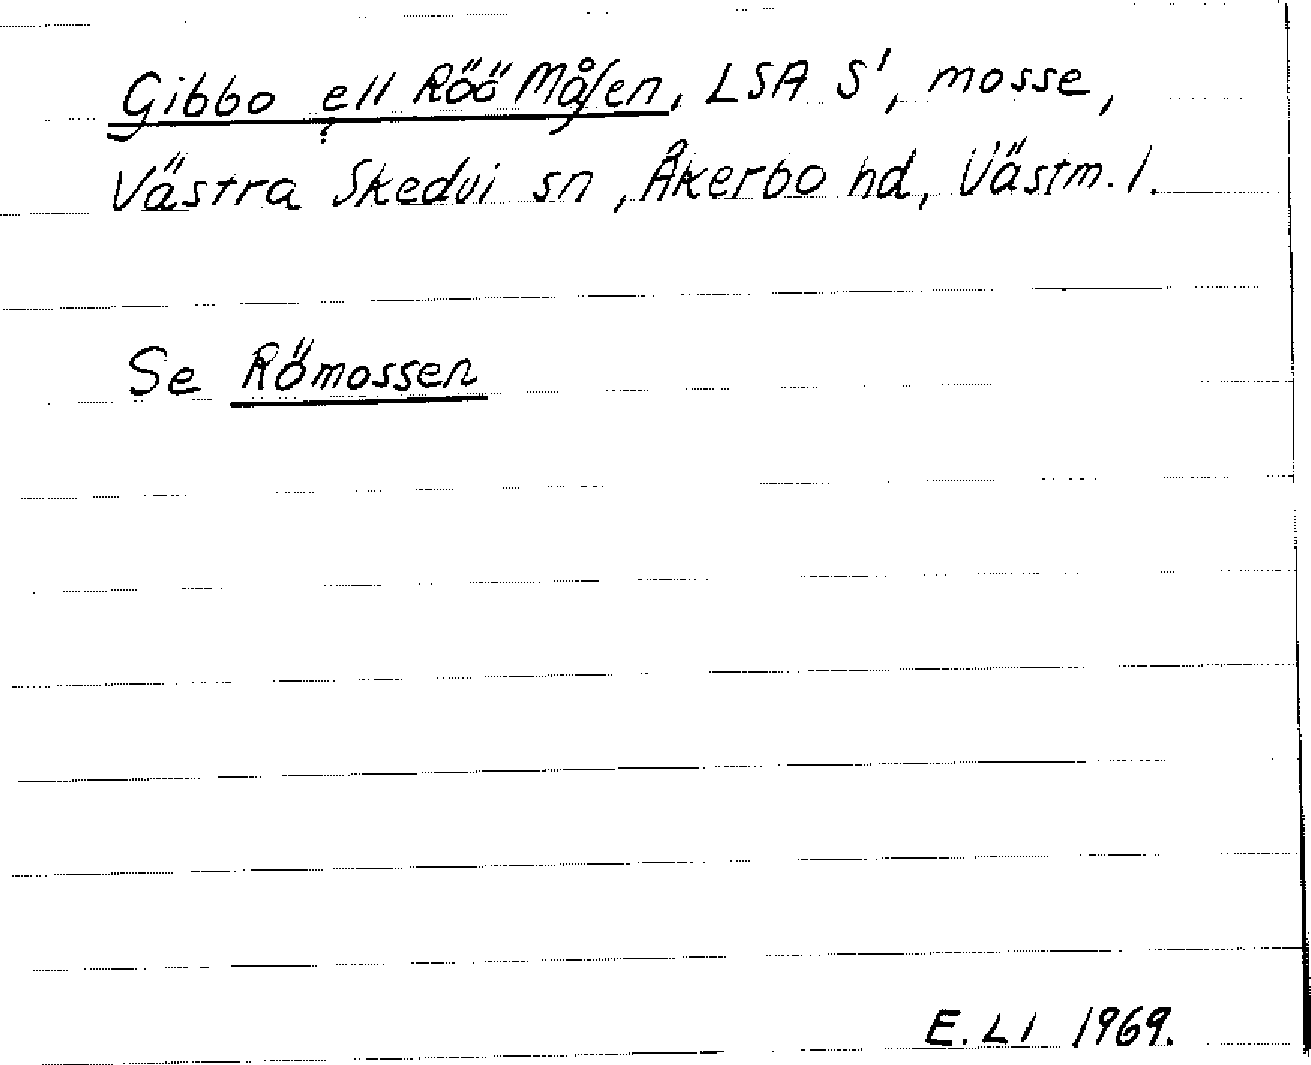 Gibbo ell Röö Måſen, LSA S', mosse,
?
Västra Skedvi sn, Åkerbo hd, Västm. l.
Se Römossen
E. LI 1969.